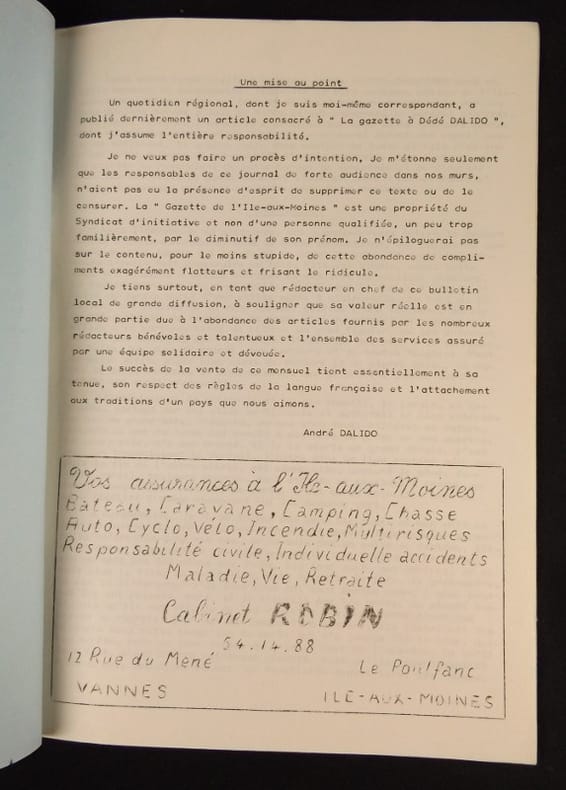 Une mise au point
Un quotidien régional, dont je suis moi-même correspondant, a
publié dernièrement un article consacré à " La gazette à Dédé DALIDO ",
dont j'assume l'entière responsabilité.
Je ne veux pas faire un procès d'intention. Je m'étonne seulement
que les responsables de ce journal de forte audience dans nos murs,
n'aient pas eu la présence d'esprit de supprimer ce texte ou de le
censurer. La " Gazette de l'Ile-aux-Moines " est une propriété du
Syndicat d'initiative et non d'une personne qualifiée, un peu trop
familièrement, par le diminutif de son prénom. Je n'épiloguerai pas
sur le contenu, pour le moins stupide, de cette abondance de compli-
ments exagérément flatteurs et frisant le ridicule.
Je tiens surtout, en tant que rédacteur en chef de ce bulletin
local de grande diffusion, à souligner que sa valeur réelle est en
grande partie due à l'abondance des articles fournis par les nombreux
rédacteurs bénévoles et talentueux et l'ensemble des services assuré
par une équipe solidaire et dévouée.
Le succès de la vente de ce mensuel tient essentiellement à sa
tenue, son respect des règles de la langue française et l'attachement
aux traditions d'un pays que nous aimons.
André DALIDO
Vos assurances à l'Ile-aux-Moines
Bateau, Caravane, Camping, Chasse
Auto, Cyclo, Vélo, Incendie, Multirisques
Responsabilité civile, Individuelle accidents
Maladie, Vie, Retraite
Cabinet ROBIN
54.14.88
12 Rue du Mené Le Poulfanc
VANNES ILE-AUX-MOINES